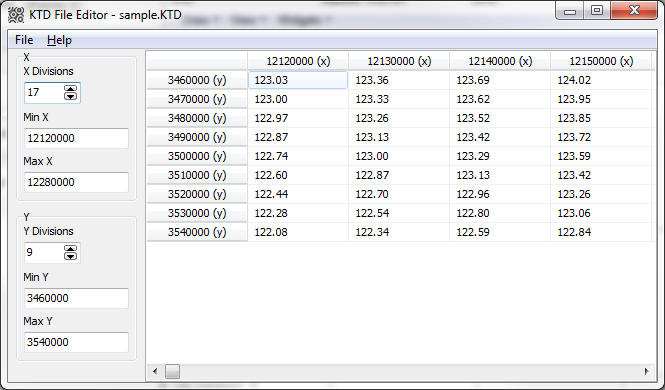 KTD File Editor - sample.KTD
File Help
X
X Divisions
17
Min X
12120000
Max X
12280000
Y
Y Divisions
9
Min Y
3460000
Max Y
3540000
12120000 (x) 12130000 (x) 12140000 (x) 12150000 (x)
3460000 (y) 123.03 123.36 123.69 124.02
3470000 (y) 123.00 123.33 123.62 123.95
3480000 (y) 122.97 123.26 123.52 123.85
3490000 (y) 122.87 123.13 123.42 123.72
3500000 (y) 122.74 123.00 123.29 123.59
3510000 (y) 122.60 122.87 123.13 123.42
3520000 (y) 122.44 122.70 122.96 123.26
3530000 (y) 122.28 122.54 122.80 123.06
3540000 (y) 122.08 122.34 122.59 122.84